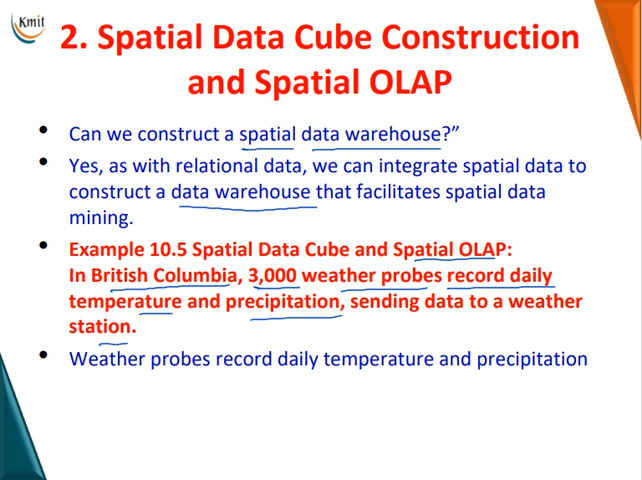 Kmit
2. Spatial Data Cube Construction
and Spatial OLAP
• Can we construct a spatial data warehouse?”
• Yes, as with relational data, we can integrate spatial data to
construct a data warehouse that facilitates spatial data
mining.
• Example 10.5 Spatial Data Cube and Spatial OLAP:
In British Columbia, 3,000 weather probes record daily
temperature and precipitation, sending data to a weather
station.
• Weather probes record daily temperature and precipitation